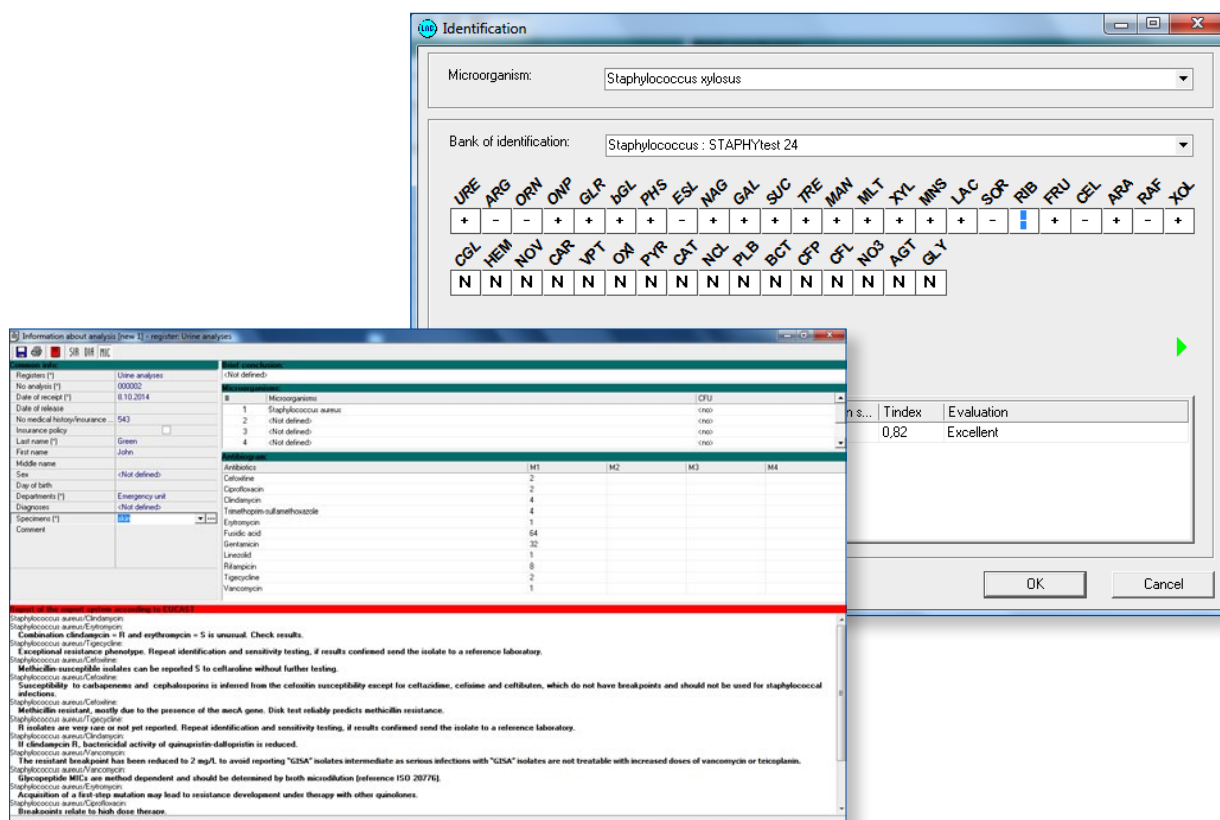 Identification
Microorganism:
Staphylococcus xylosus
Bank of identification:
Staphylococcus : STAPHYtest 24
URE ARG ORN ONP GLR bGL PHS ESL NAG GAL SUC TRE MAN MLT XYL MNS LAC SOR RIB FRU CEL ARA RAF XOL
+ - - + + + + - + + + + + + + + + - + - + - +
CGL HEM NOV CAR VPT OXI PYR CAT NCL PLB BCT CFP CFL NO3 AGT GLY
N N N N N N N N N N N N N N N N
n s... Tindex Evaluation
0,82 Excellent
OK Cancel
Information about analysis [new 1] - register: Urine analyses
SIR DIA MIC
Common info:
Registers (*) Urine analyses
No analysis (*) 000002
Date of receipt (*) 8.10.2014
Date of release
No medical history/insurance ... 543
Insurance policy
Last name (*) Green
First name John
Middle name
Sex <Not defined>
Day of birth
Departments (*) Emergency unit
Diagnoses <Not defined>
Specimens (*)
Comment
Brief conclusion:
<Not defined>
Microorganisms:
# Microorganisms CFU
1 Staphylococcus aureus <no>
2 <Not defined> <no>
3 <Not defined> <no>
4 <Not defined> <no>
Antibiogram:
Antibiotics M1 M2 M3 M4
Cefoxitine 2
Ciprofloxacin 2
Clindamycin 4
Trimethoprim-sulfamethoxazole 4
Erytromycin 1
Fusidic acid 64
Gentamicin 32
Linezolid 1
Rifampicin 8
Tigecycline 2
Vancomycin 1
Report of the expert system according to EUCAST
Staphylococcus aureus/Clindamycin:
Staphylococcus aureus/Erytromycin:
Combination clindamycin = R and erythromycin = S is unusual. Check results.
Staphylococcus aureus/Tigecycline:
Exceptional resistance phenotype. Repeat identification and sensitivity testing, if results confirmed send the isolate to a reference laboratory.
Staphylococcus aureus/Cefoxitine:
Methicillin-susceptible isolates can be reported S to ceftaroline without further testing.
Staphylococcus aureus/Cefoxitine:
Susceptibility to carbapenems and cephalosporins is inferred from the cefoxitin susceptibility except for ceftazidime, cefixime and ceftibuten, which do not have breakpoints and should not be used for staphylococcal
infections.
Staphylococcus aureus/Cefoxitine:
Methicillin resistant, mostly due to the presence of the mecA gene. Disk test reliably predicts methicillin resistance.
Staphylococcus aureus/Tigecycline:
R isolates are very rare or not yet reported. Repeat identification and sensitivity testing, if results confirmed send the isolate to a reference laboratory.
Staphylococcus aureus/Clindamycin:
If clindamycin R, bactericidal activity of quinupristin-dalfopristin is reduced.
Staphylococcus aureus/Vancomycin:
The resistant breakpoint has been reduced to 2 mg/L to avoid reporting "GISA" isolates intermediate as serious infections with "GISA" isolates are not treatable with increased doses of vancomycin or teicoplanin.
Staphylococcus aureus/Vancomycin:
Glycopeptide MICs are method dependent and should be determined by broth microdilution (reference ISO 20776).
Staphylococcus aureus/Erytromycin:
Acquisition of a first-step mutation may lead to resistance development under therapy with other quinolones.
Staphylococcus aureus/Ciprofloxacin:
Breakpoints relate to high dose therapy.